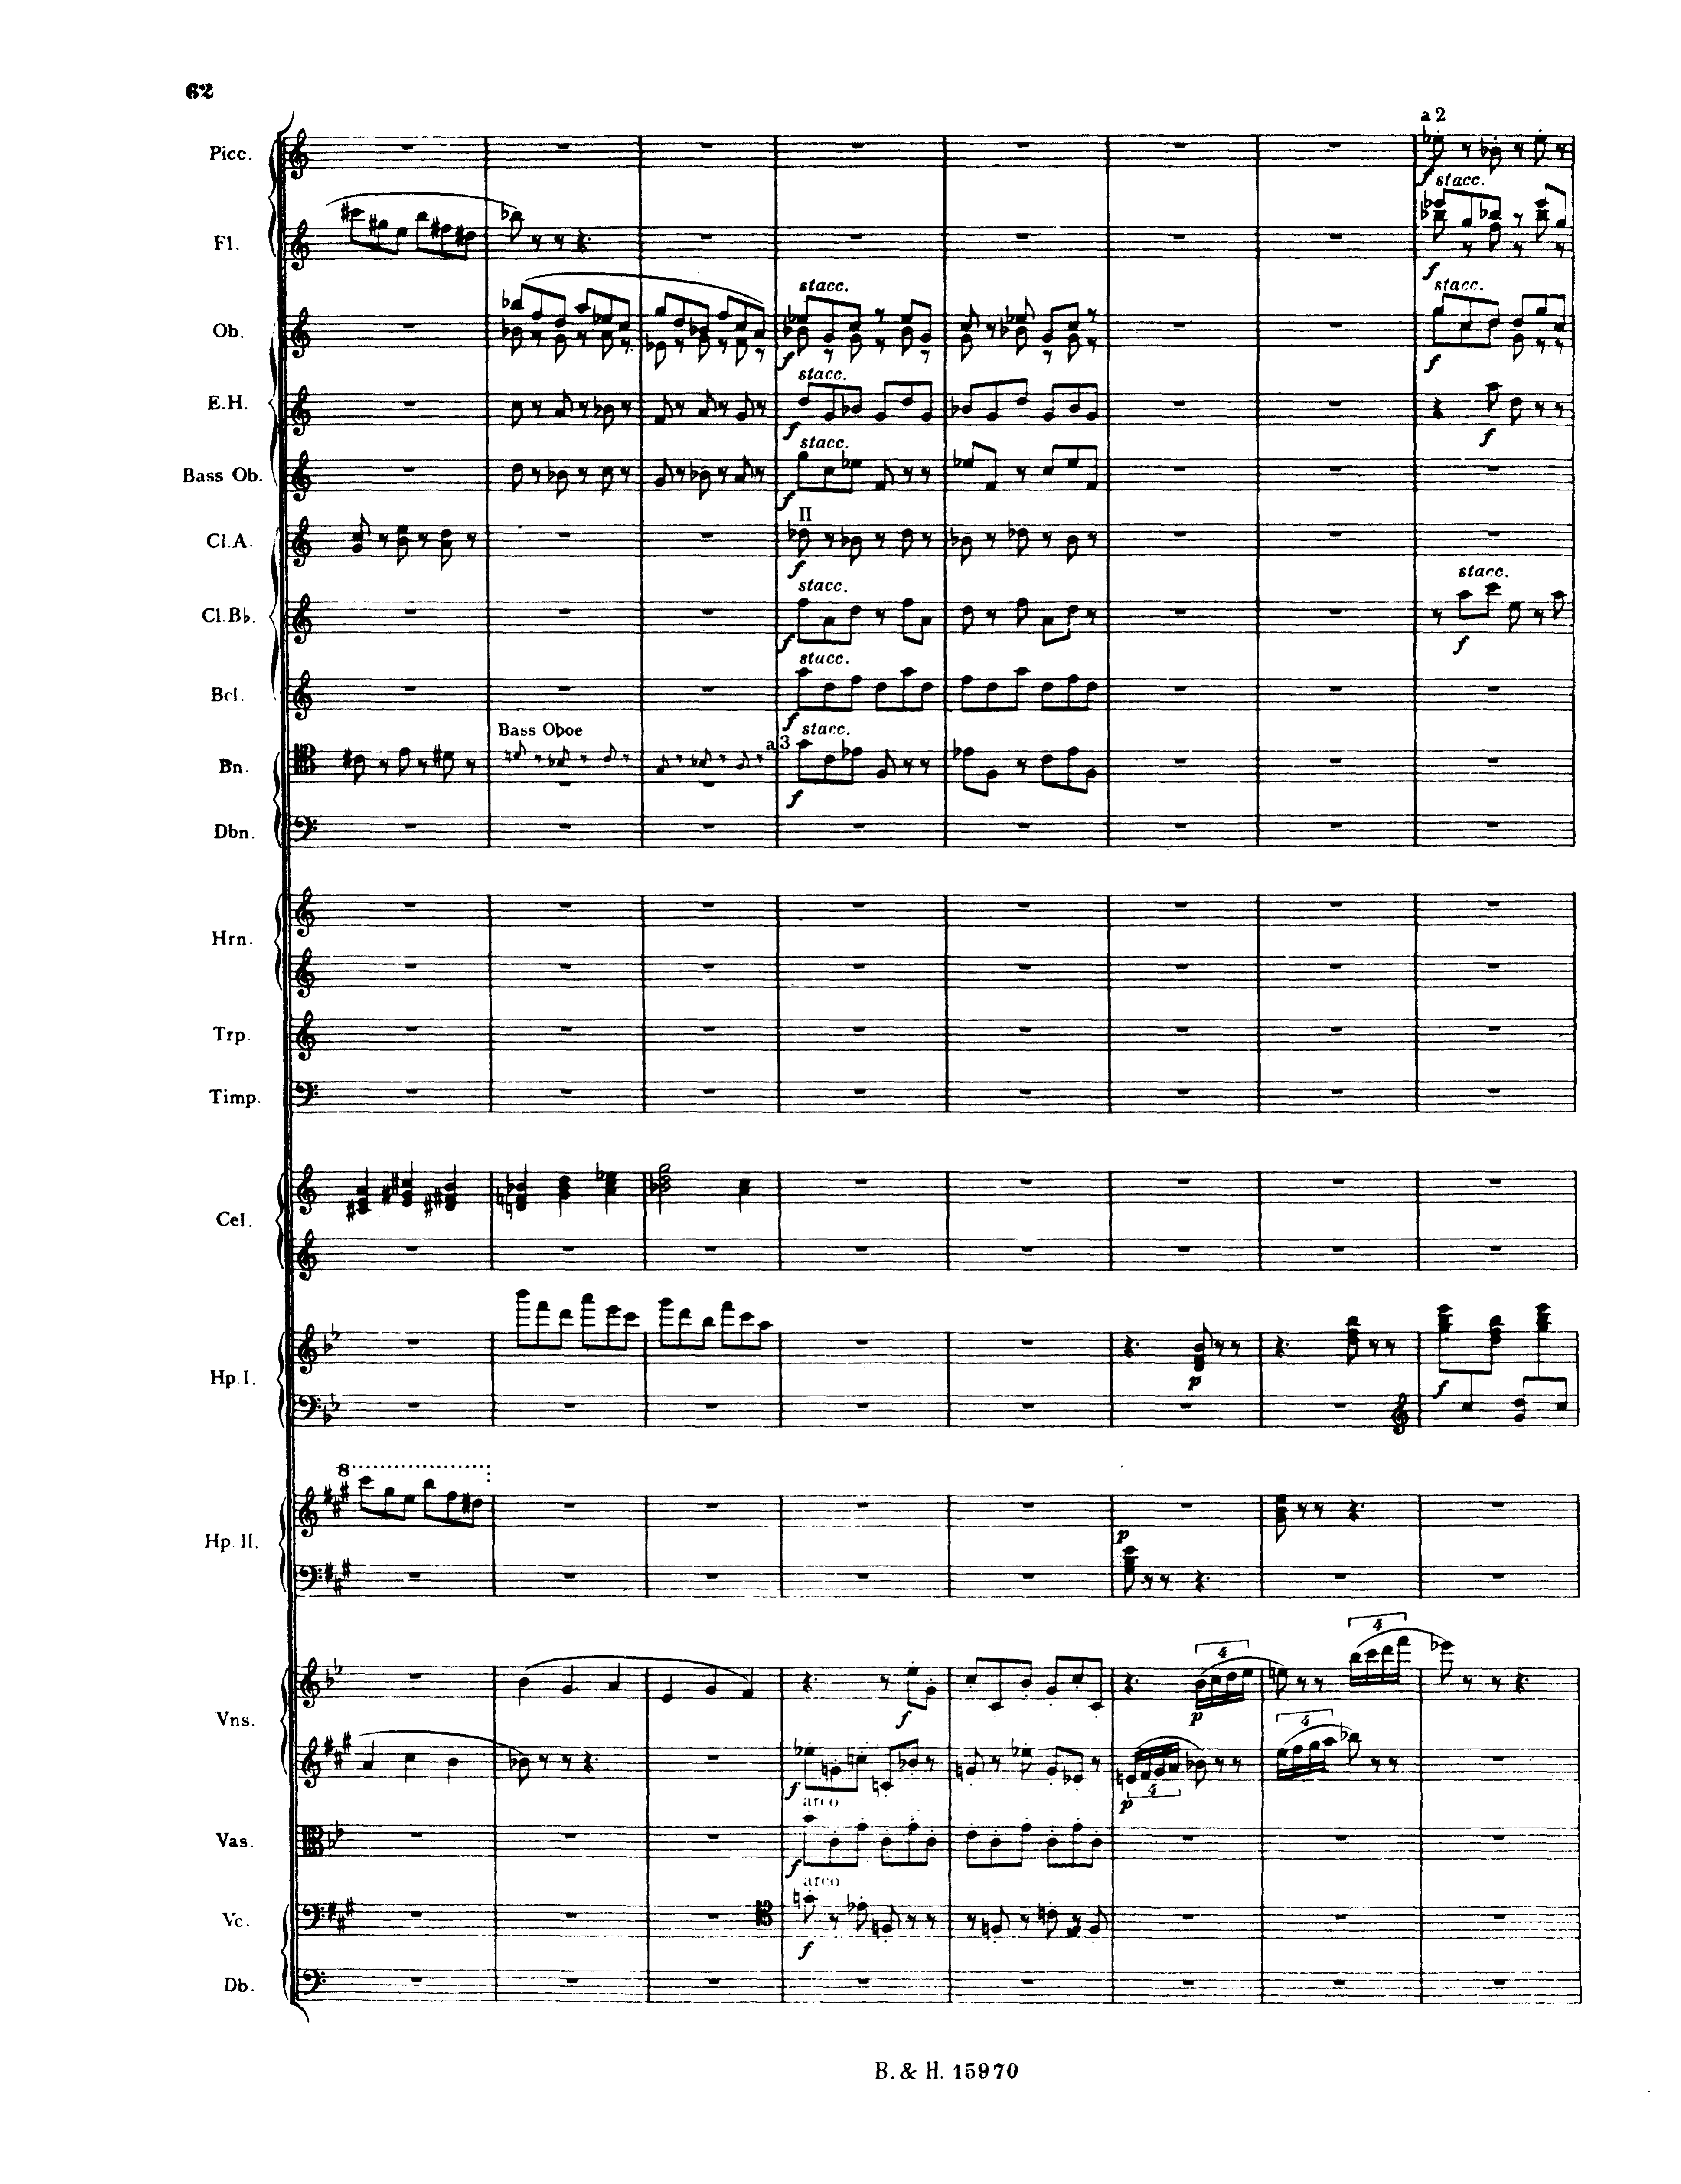 62
a 2
Picc.
f stacc.
Fl.
f
stacc.
stacc.
Ob.
f
f
stacc.
E.H.
f
f
stacc.
Bass Ob.
f
II
Cl.A.
f
stacc.
stacc.
Cl.B♭.
f
f
stacc.
Bcl.
f
Bass Oboe
a 3
stacc.
Bn.
f
Dbn.
Hrn.
Trp.
Timp.
Cel.
Hp.I.
p
f
8
Hp.II.
p
4
4
Vns.
f
p
4
f
p
4
arco
Vas.
f
arco
Vc.
f
Db.
B. & H. 15970